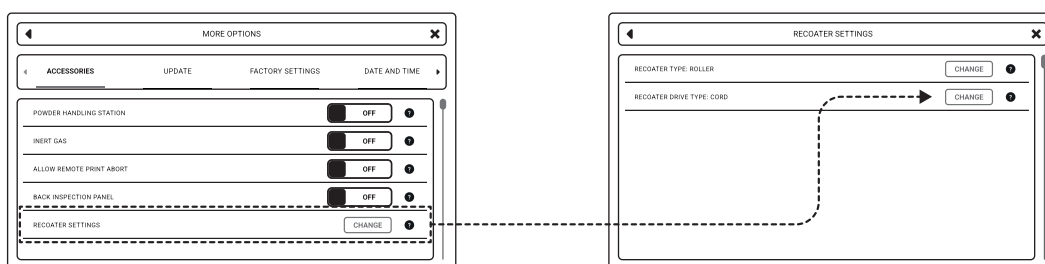 MORE OPTIONS
ACCESSORIES UPDATE FACTORY SETTINGS DATE AND TIME
POWDER HANDLING STATION OFF ?
INERT GAS OFF ?
ALLOW REMOTE PRINT ABORT OFF ?
BACK INSPECTION PANEL OFF ?
RECOATER SETTINGS CHANGE ?
RECOATER SETTINGS
RECOATER TYPE: ROLLER CHANGE ?
RECOATER DRIVE TYPE: CORD CHANGE ?